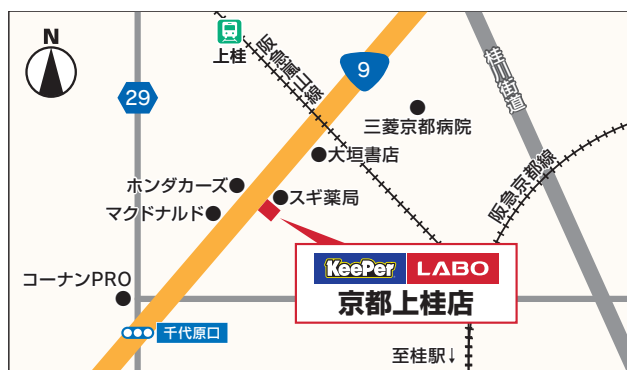 N
上桂
阪急嵐山線
9
桂川街道
29
三菱京都病院
大垣書店
阪急京都線
ホンダカーズ
スギ薬局
マクドナルド
KeePer LABO
京都上桂店
コーナンPRO
千代原口
至桂駅↓